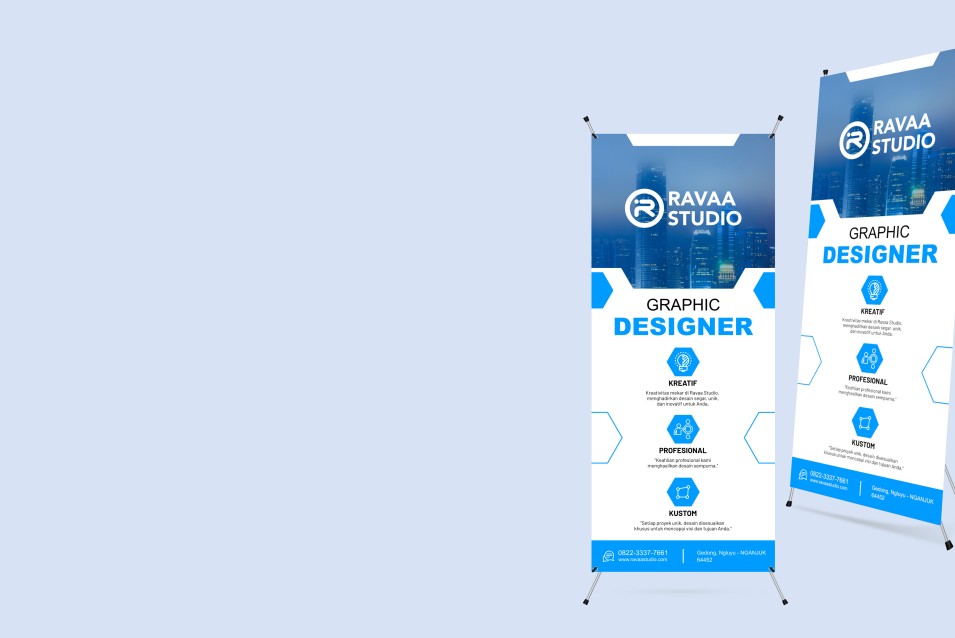 RAVAA
STUDIO
GRAPHIC
DESIGNER
KREATIF
Kreativitas mekar di Ravaa Studio,
menghadirkan desain segar, unik,
dan inovatif untuk Anda.
PROFESIONAL
"Keahlian profesional kami
menghasilkan desain sempurna."
KUSTOM
"Setiap proyek unik, desain disesuaikan
khusus untuk mencapai visi dan tujuan Anda."
0822-3337-7661
www.ravaastudio.com
Gedong, Ngluyu - NGANJUK
64452
RAVAA
STUDIO
GRAPHIC
DESIGNER
KREATIF
Kreativitas mekar di Ravaa Studio,
menghadirkan desain segar, unik,
dan inovatif untuk Anda.
PROFESIONAL
"Keahlian profesional kami
menghasilkan desain sempurna."
KUSTOM
"Setiap proyek unik, desain disesuaikan
khusus untuk mencapai visi dan tujuan Anda."
0822-3337-7661
www.ravaastudio.com
Gedong, Ngluyu - NGANJUK
64452